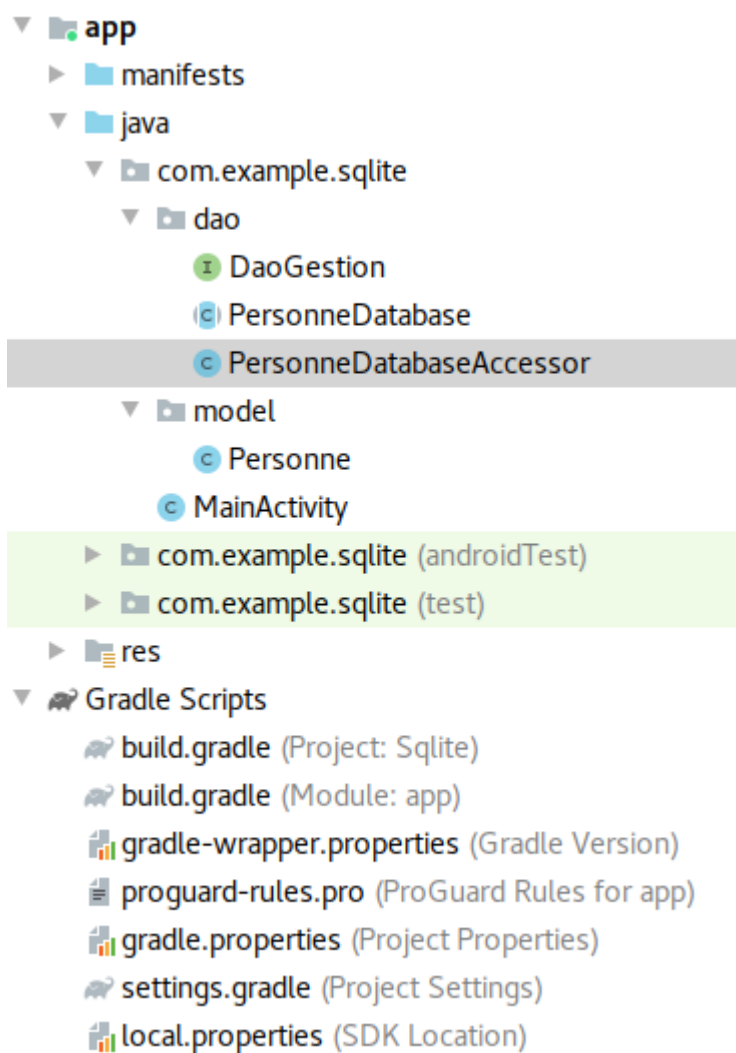 app
manifests
java
com.example.sqlite
dao
I DaoGestion
C PersonneDatabase
C PersonneDatabaseAccessor
model
C Personne
C MainActivity
com.example.sqlite (androidTest)
com.example.sqlite (test)
res
Gradle Scripts
build.gradle (Project: Sqlite)
build.gradle (Module: app)
gradle-wrapper.properties (Gradle Version)
proguard-rules.pro (ProGuard Rules for app)
gradle.properties (Project Properties)
settings.gradle (Project Settings)
local.properties (SDK Location)